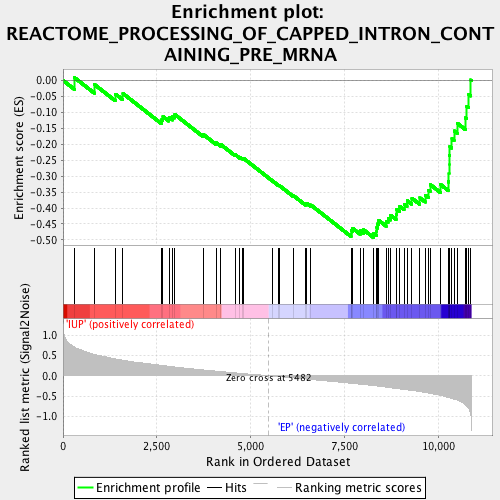 Enrichment plot:
REACTOME_PROCESSING_OF_CAPPED_INTRON_CONT
AINING_PRE_MRNA
Enrichment score (ES)
0.00
-0.05
-0.10
-0.15
-0.20
-0.25
-0.30
-0.35
-0.40
-0.45
-0.50
Ranked list metric (Signal2Noise)
'IUP' (positively correlated)
1.0
0.5
0.0
-0.5
-1.0
Zero cross at 5482
'EP' (negatively correlated)
0
2,500
5,000
7,500
10,000
Rank in Ordered Dataset
Enrichment profile
Hits
Ranking metric scores